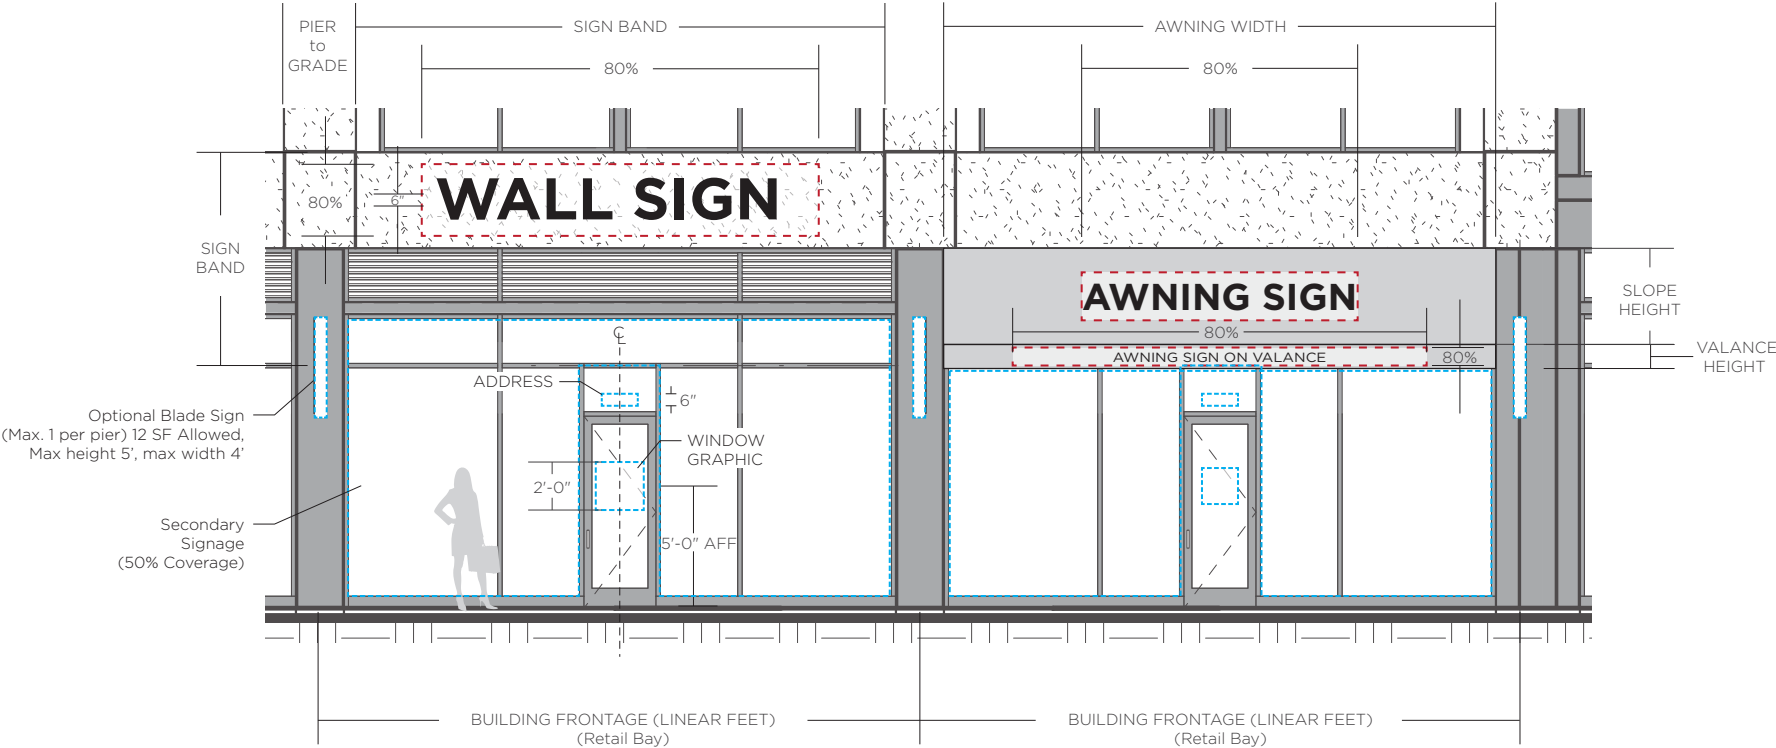 PIER
to
GRADE
SIGN BAND
AWNING WIDTH
80%
80%
80%
6"
WALL SIGN
SIGN
BAND
AWNING SIGN
80%
AWNING SIGN ON VALANCE
80%
SLOPE
HEIGHT
VALANCE
HEIGHT
℄
ADDRESS
6"
Optional Blade Sign
(Max. 1 per pier) 12 SF Allowed,
Max height 5’, max width 4’
WINDOW
GRAPHIC
2'-0"
5'-0" AFF
Secondary
Signage
(50% Coverage)
BUILDING FRONTAGE (LINEAR FEET)
(Retail Bay)
BUILDING FRONTAGE (LINEAR FEET)
(Retail Bay)